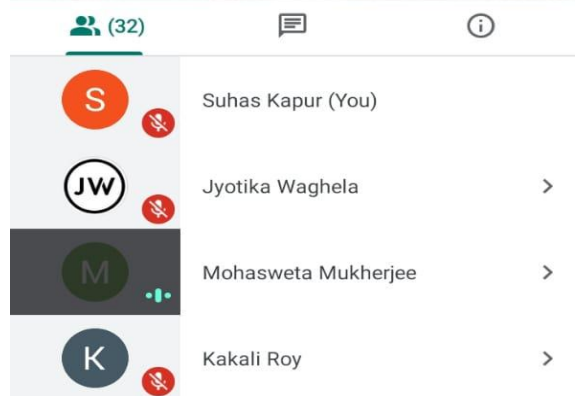 (32)
S
Suhas Kapur (You)
JW
Jyotika Waghela
M
Mohasweta Mukherjee
K
Kakali Roy